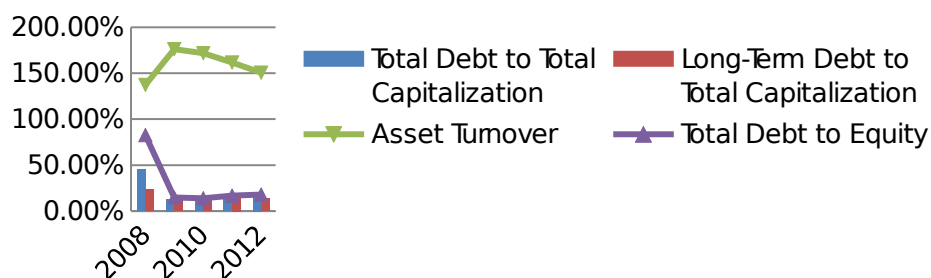 200.00%
150.00%
100.00%
50.00%
0.00%
2008
2010
2012
Total Debt to Total
Capitalization
Long-Term Debt to
Total Capitalization
Asset Turnover
Total Debt to Equity